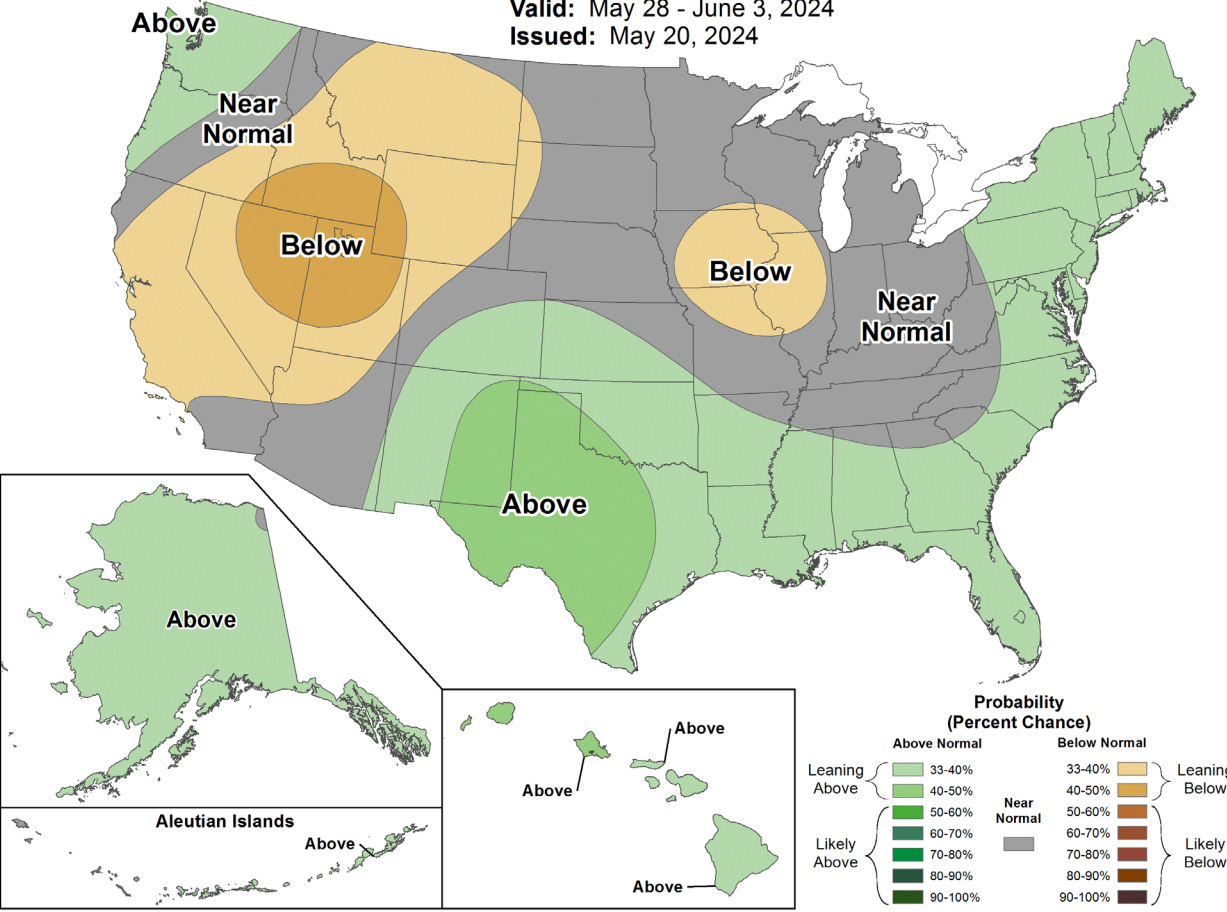 Valid: May 28 - June 3, 2024
Issued: May 20, 2024
Above
Near
Normal
Below
Below
Near
Normal
Above
Above
Aleutian Islands
Above
Above
Above
Above
Probability
(Percent Chance)
Above Normal
Below Normal
Leaning
Above
33-40%
40-50%
33-40%
40-50%
Leaning
Below
Near
Normal
Likely
Above
50-60%
60-70%
70-80%
80-90%
90-100%
50-60%
60-70%
70-80%
80-90%
90-100%
Likely
Below